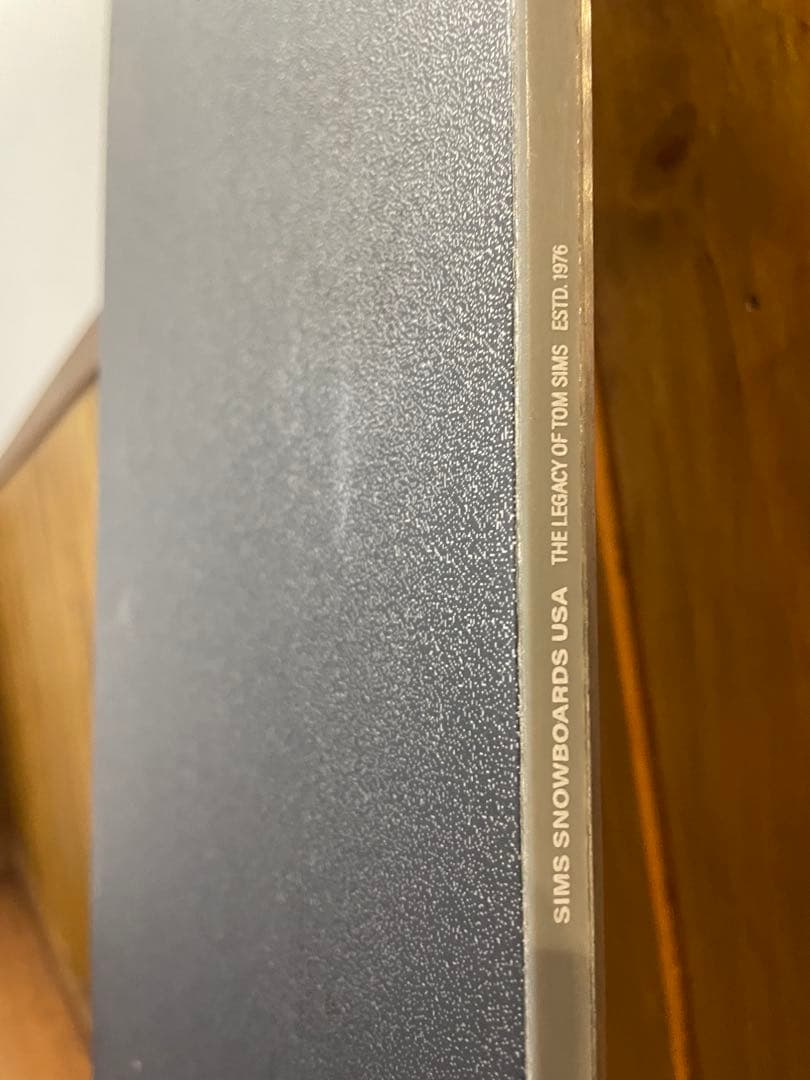 SIMS SNOWBOARDS USA THE LEGACY OF TOM SIMS ESTD. 1976